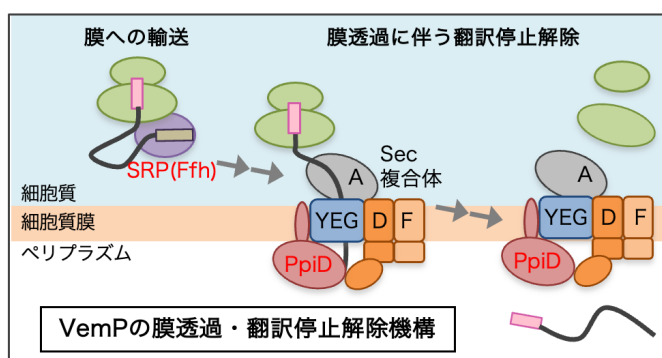 膜への輸送
膜透過に伴う翻訳停止解除
SRP(Ffh)
Sec
複合体
A
A
細胞質
細胞質膜
ペリプラズム
YEG
D
F
YEG
D
F
PpiD
PpiD
VemPの膜透過・翻訳停止解除機構